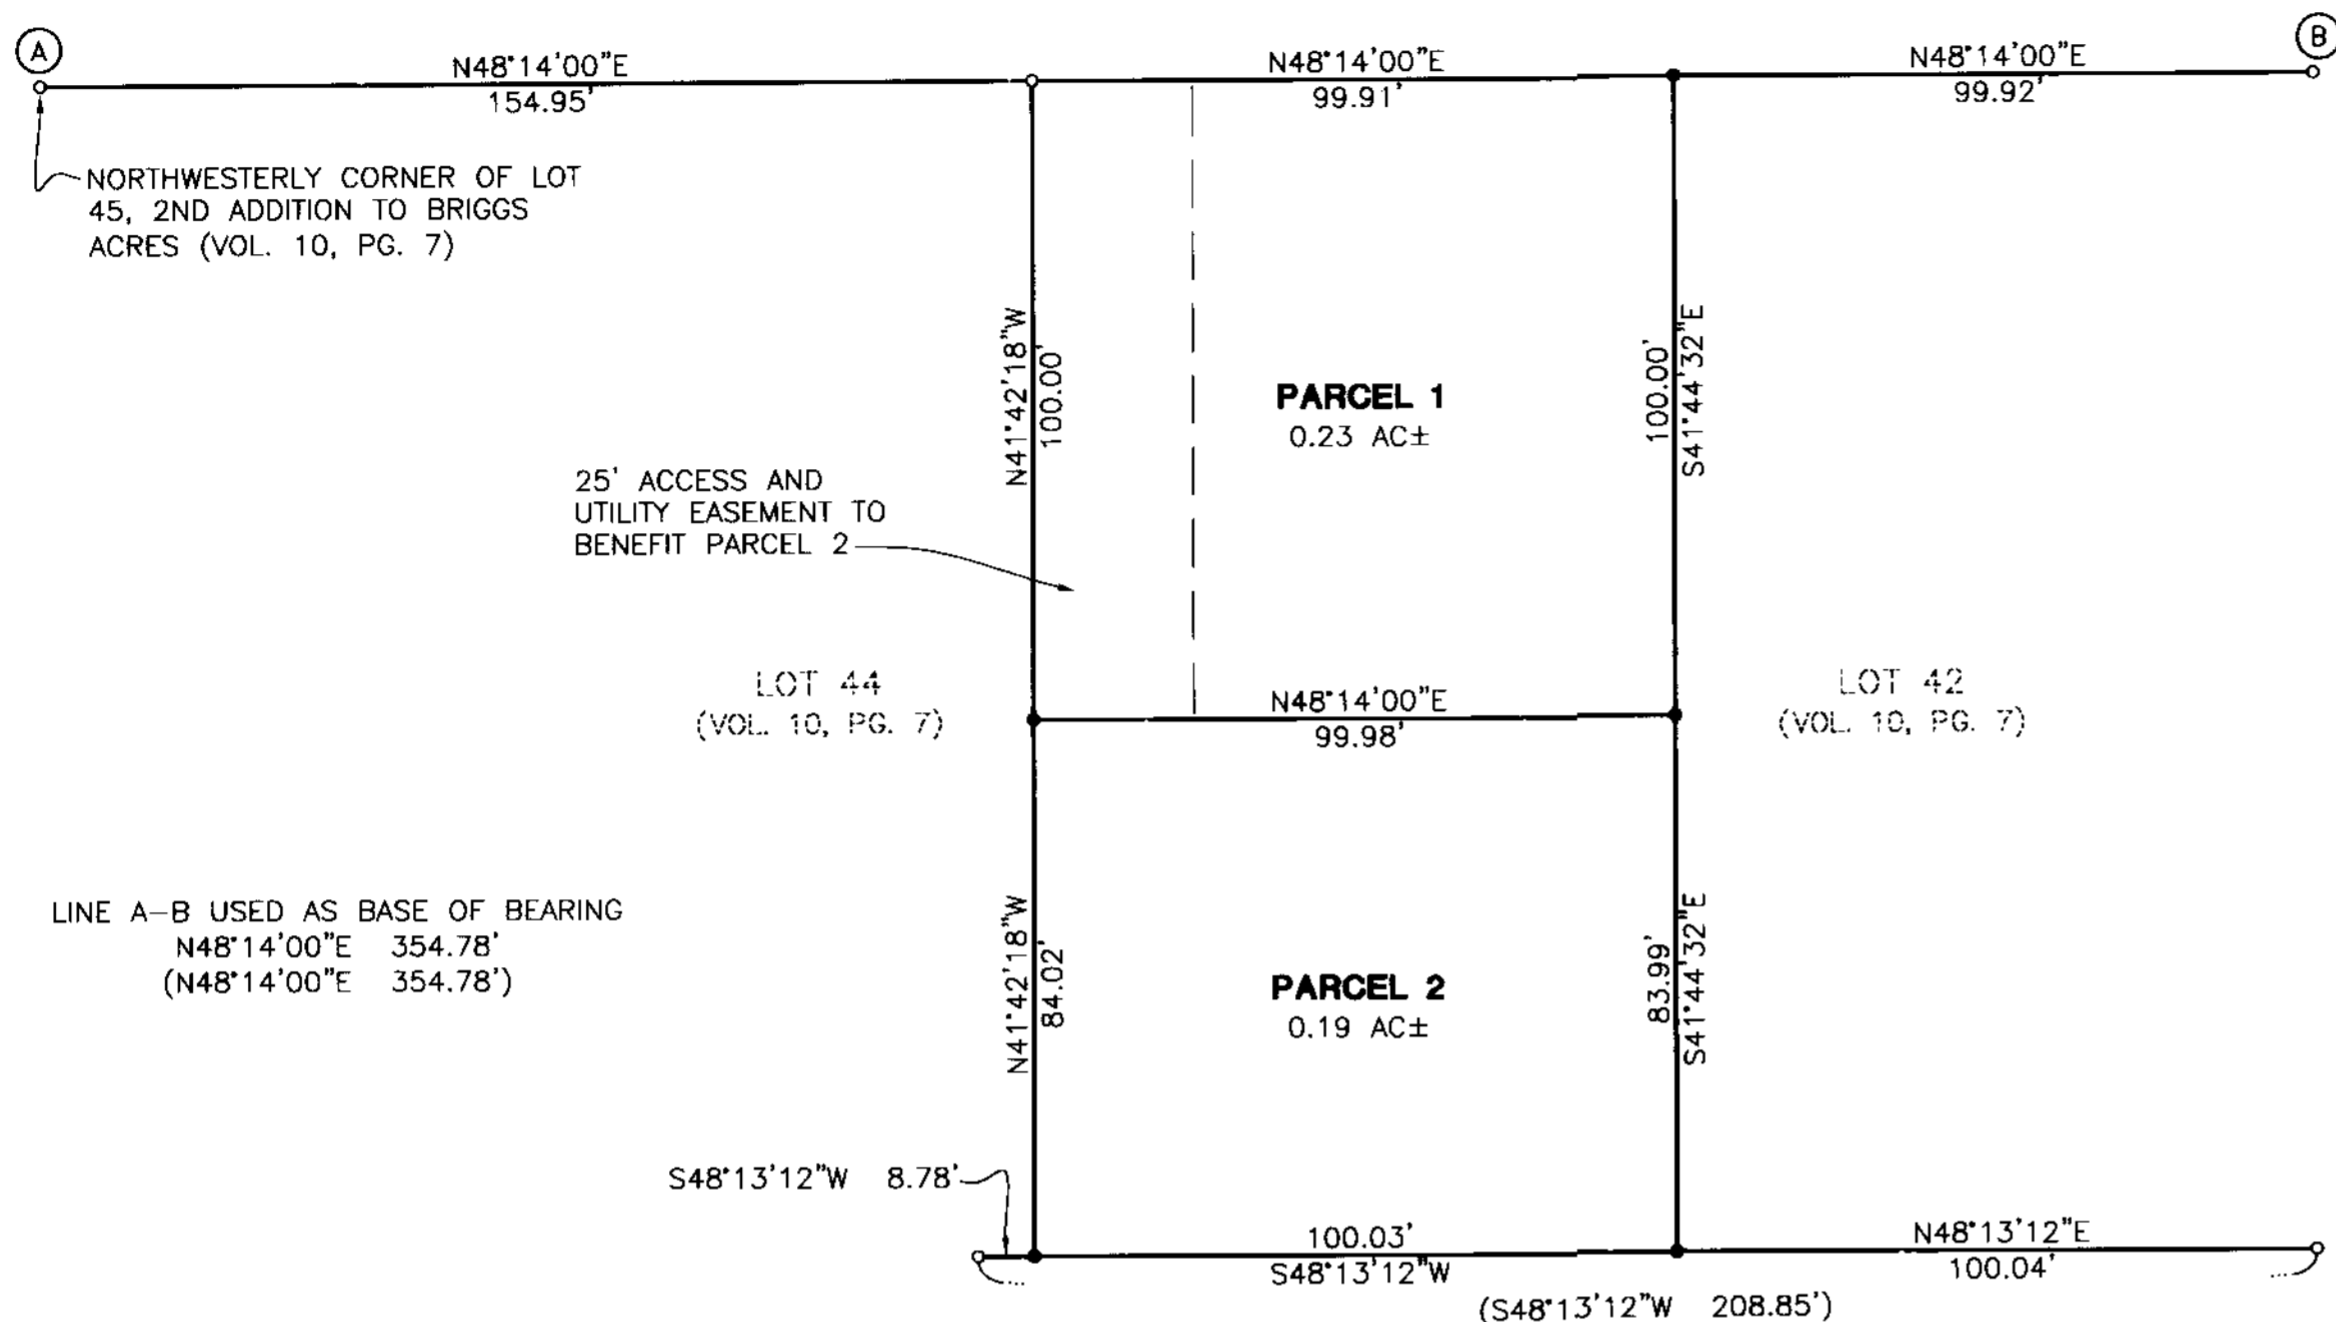 A
B
N48°14'00"E
154.95'
N48°14'00"E
99.91'
N48°14'00"E
99.92'
NORTHWESTERLY CORNER OF LOT
45, 2ND ADDITION TO BRIGGS
ACRES (VOL. 10, PG. 7)
N41°42'18"W
100.00'
PARCEL 1
0.23 AC±
100.00'
S41°44'32"E
25' ACCESS AND
UTILITY EASEMENT TO
BENEFIT PARCEL 2
LOT 44
(VOL. 10, PG. 7)
N48°14'00"E
99.98'
LOT 42
(VOL. 10, PG. 7)
LINE A-B USED AS BASE OF BEARING
N48°14'00"E 354.78'
(N48°14'00"E 354.78')
N41°42'18"W
84.02'
PARCEL 2
0.19 AC±
83.99'
S41°44'32"E
S48°13'12"W 8.78'
100.03'
S48°13'12"W
N48°13'12"E
100.04'
(S48°13'12"W 208.85')